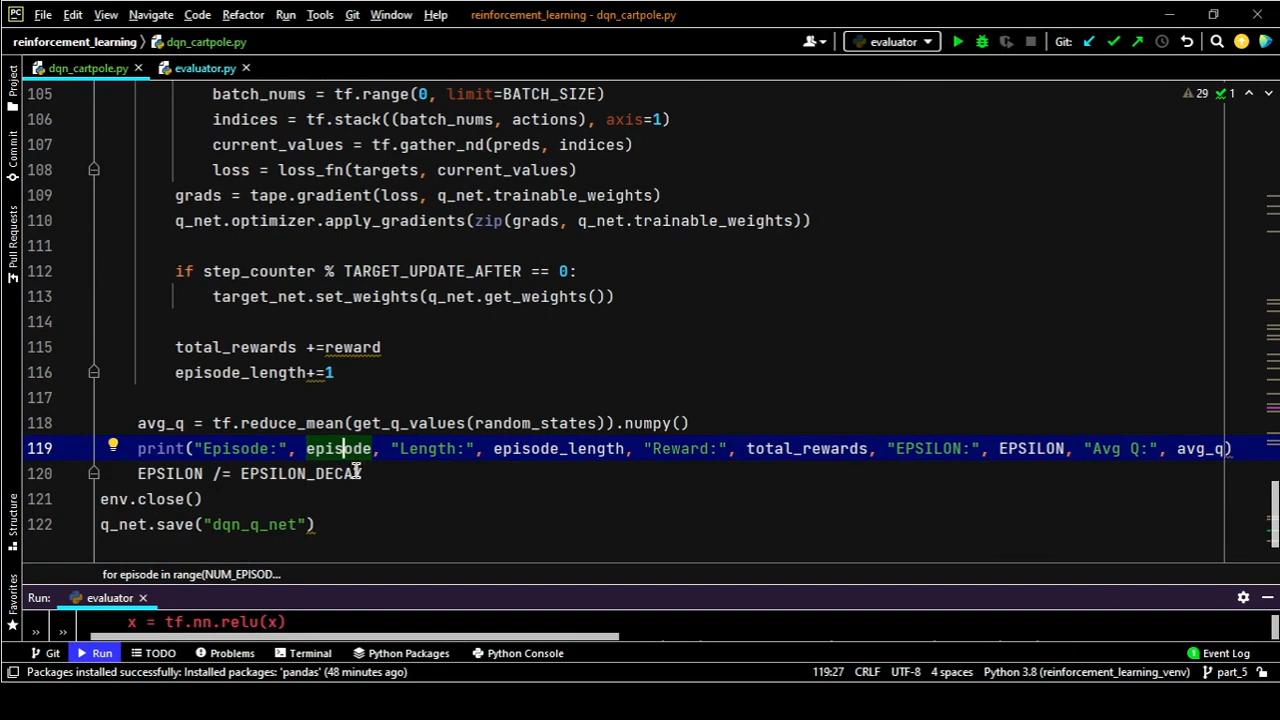 PC File Edit View Navigate Code Refactor Run Tools Git Window Help reinforcement_learning - dqn_cartpole.py
reinforcement_learning dqn_cartpole.py evaluator Git:
dqn_cartpole.py evaluator.py
Project
Commit
Pull Requests
Structure
Favorites
29 1
105 batch_nums = tf.range(0, limit=BATCH_SIZE)
106 indices = tf.stack((batch_nums, actions), axis=1)
107 current_values = tf.gather_nd(preds, indices)
108 loss = loss_fn(targets, current_values)
109 grads = tape.gradient(loss, q_net.trainable_weights)
110 q_net.optimizer.apply_gradients(zip(grads, q_net.trainable_weights))
111
112 if step_counter % TARGET_UPDATE_AFTER == 0:
113 target_net.set_weights(q_net.get_weights())
114
115 total_rewards +=reward
116 episode_length+=1
117
118 avg_q = tf.reduce_mean(get_q_values(random_states)).numpy()
119 print("Episode:", episode, "Length:", episode_length, "Reward:", total_rewards, "EPSILON:", EPSILON, "Avg Q:", avg_q)
120 EPSILON /= EPSILON_DECAY
121 env.close()
122 q_net.save("dqn_q_net")
for episode in range(NUM_EPISOD...
Run: evaluator
» » x = tf.nn.relu(x)
Git Run TODO Problems Terminal Python Packages Python Console 1 Event Log
Packages installed successfully: Installed packages: 'pandas' (48 minutes ago) 119:27 CRLF UTF-8 4 spaces Python 3.8 (reinforcement_learning_venv) part_5